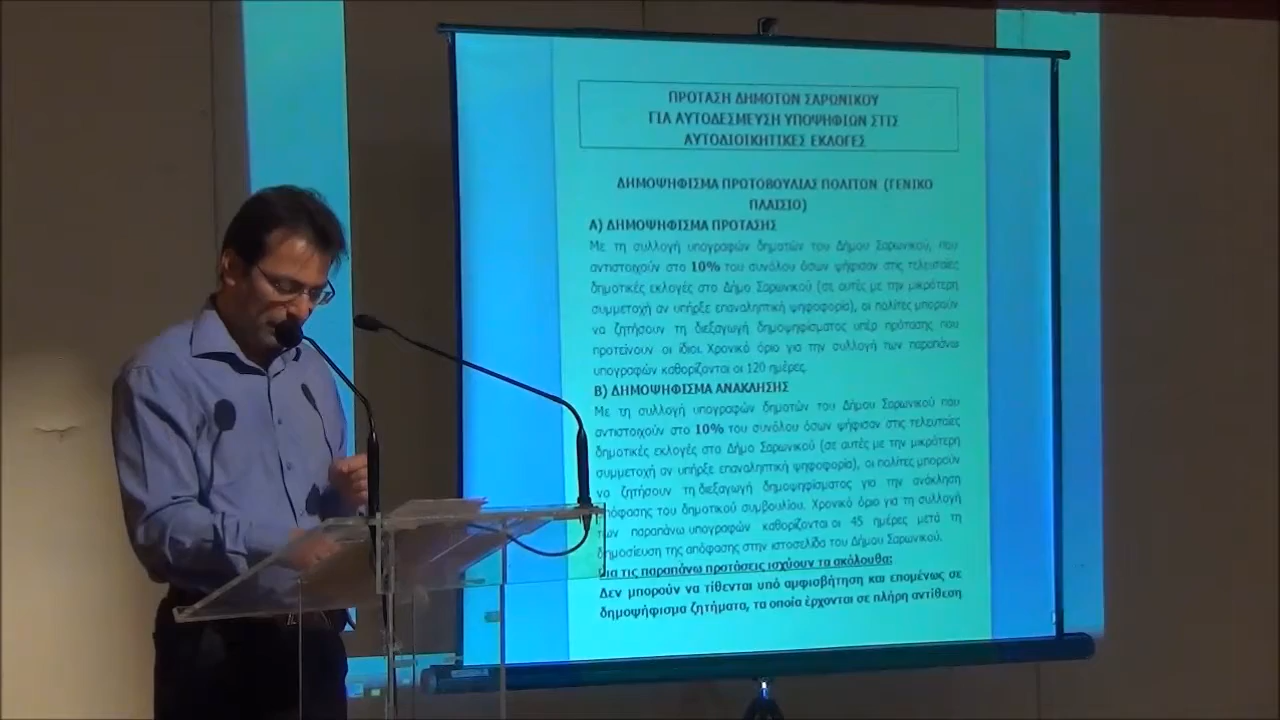 ΠΡΟΤΑΣΗ ΔΗΜΟΤΩΝ ΣΑΡΩΝΙΚΟΥ
ΓΙΑ ΑΥΤΟΔΕΣΜΕΥΣΗ ΥΠΟΨΗΦΙΩΝ ΣΤΙΣ
ΑΥΤΟΔΙΟΙΚΗΤΙΚΕΣ ΕΚΛΟΓΕΣ
ΔΗΜΟΨΗΦΙΣΜΑ ΠΡΩΤΟΒΟΥΛΙΑΣ ΠΟΛΙΤΩΝ (ΓΕΝΙΚΟ
ΠΛΑΙΣΙΟ)
Α) ΔΗΜΟΨΗΦΙΣΜΑ ΠΡΟΤΑΣΗΣ
Με τη συλλογή υπογραφών δημοτών του Δήμου Σαρωνικού, που
αντιστοιχούν στο 10% του συνόλου όσων ψήφισαν στις τελευταίες
δημοτικές εκλογές στο Δήμο Σαρωνικού (σε αυτές με την μικρότερη
συμμετοχή αν υπήρξε επαναληπτική ψηφοφορία), οι πολίτες μπορούν
να ζητήσουν τη διεξαγωγή δημοψηφίσματος υπέρ πρότασης που
προτείνουν οι ίδιοι. Χρονικό όριο για την συλλογή των παραπάνω
υπογραφών καθορίζονται οι 120 ημέρες.
Β) ΔΗΜΟΨΗΦΙΣΜΑ ΑΝΑΚΛΗΣΗΣ
Με τη συλλογή υπογραφών δημοτών του Δήμου Σαρωνικού που
αντιστοιχούν στο 10% του συνόλου όσων ψήφισαν στις τελευταίες
δημοτικές εκλογές στο Δήμο Σαρωνικού (σε αυτές με την μικρότερη
συμμετοχή αν υπήρξε επαναληπτική ψηφοφορία), οι πολίτες μπορούν
να ζητήσουν τη διεξαγωγή δημοψηφίσματος για την ανάκληση
απόφασης του δημοτικού συμβουλίου. Χρονικό όριο για τη συλλογή
των παραπάνω υπογραφών καθορίζονται οι 45 ημέρες μετά τη
δημοσίευση της απόφασης στην ιστοσελίδα του Δήμου Σαρωνικού.
Για τις παραπάνω προτάσεις ισχύουν τα ακόλουθα:
Δεν μπορούν να τίθενται υπό αμφισβήτηση και επομένως σε
δημοψήφισμα ζητήματα, τα οποία έρχονται σε πλήρη αντίθεση